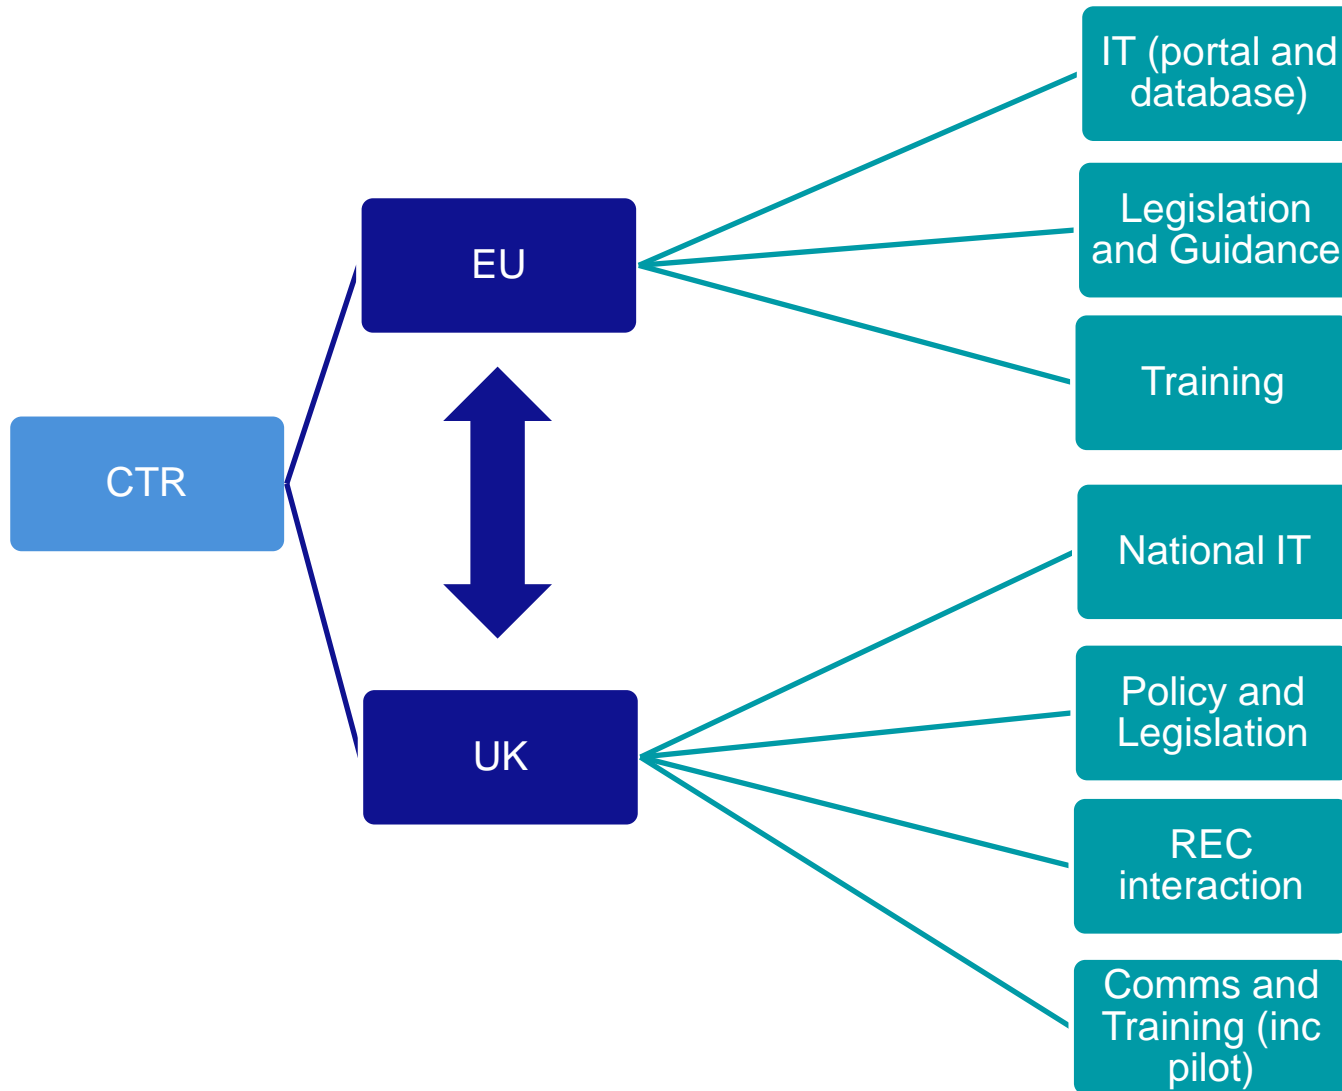 IT (portal and
database)
Legislation
and Guidance
EU
Training
CTR
National IT
Policy and
Legislation
UK
REC
interaction
Comms and
Training (inc
pilot)